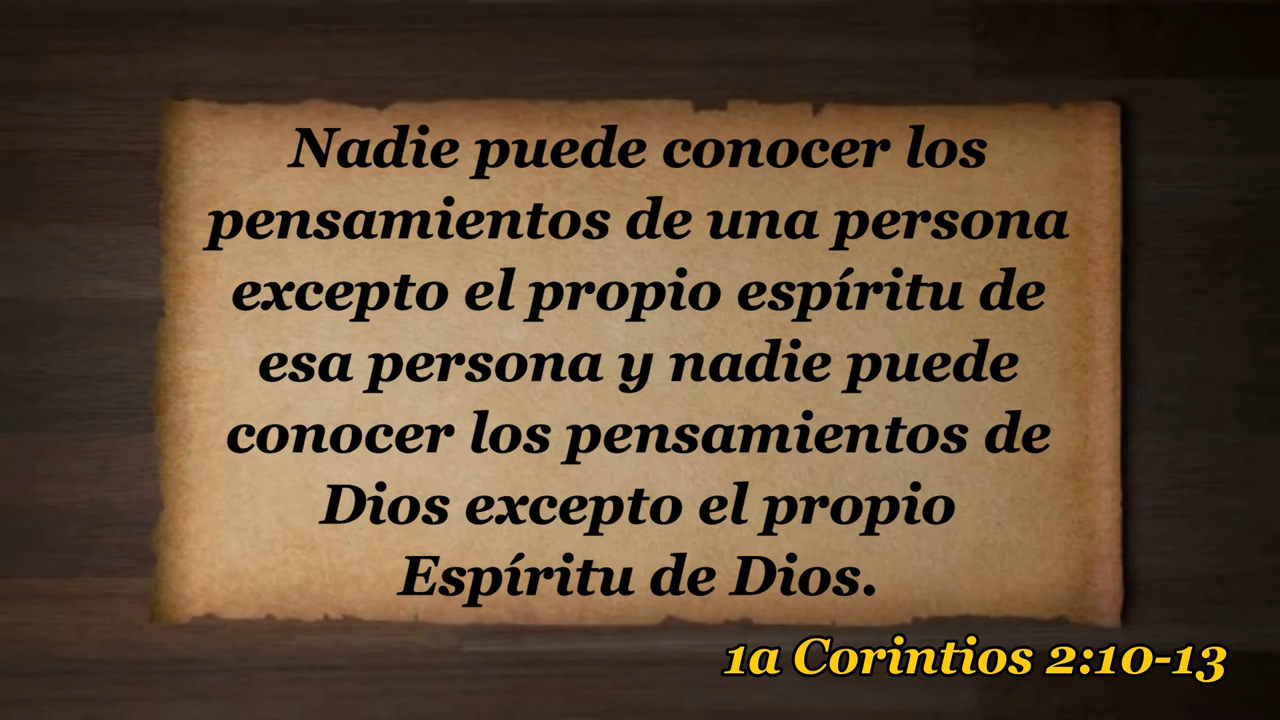 Nadie puede conocer los
pensamientos de una persona
excepto el propio espíritu de
esa persona y nadie puede
conocer los pensamientos de
Dios excepto el propio
Espíritu de Dios.
1a Corintios 2:10-13